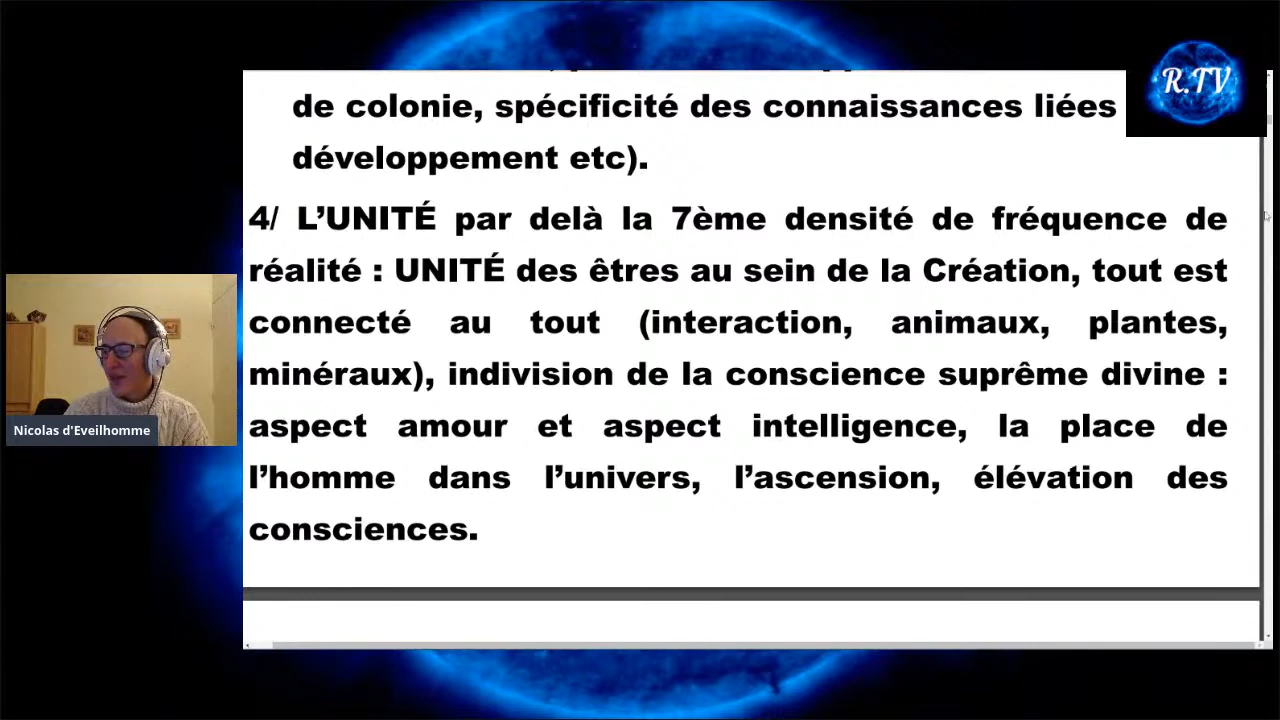 R.TV
de colonie, spécificité des connaissances liées
développement etc).
4/ L’UNITÉ par delà la 7ème densité de fréquence de
réalité : UNITÉ des êtres au sein de la Création, tout est
connecté au tout (interaction, animaux, plantes,
minéraux), indivision de la conscience suprême divine :
aspect amour et aspect intelligence, la place de
l’homme dans l’univers, l’ascension, élévation des
consciences.
Nicolas d'Eveilhomme